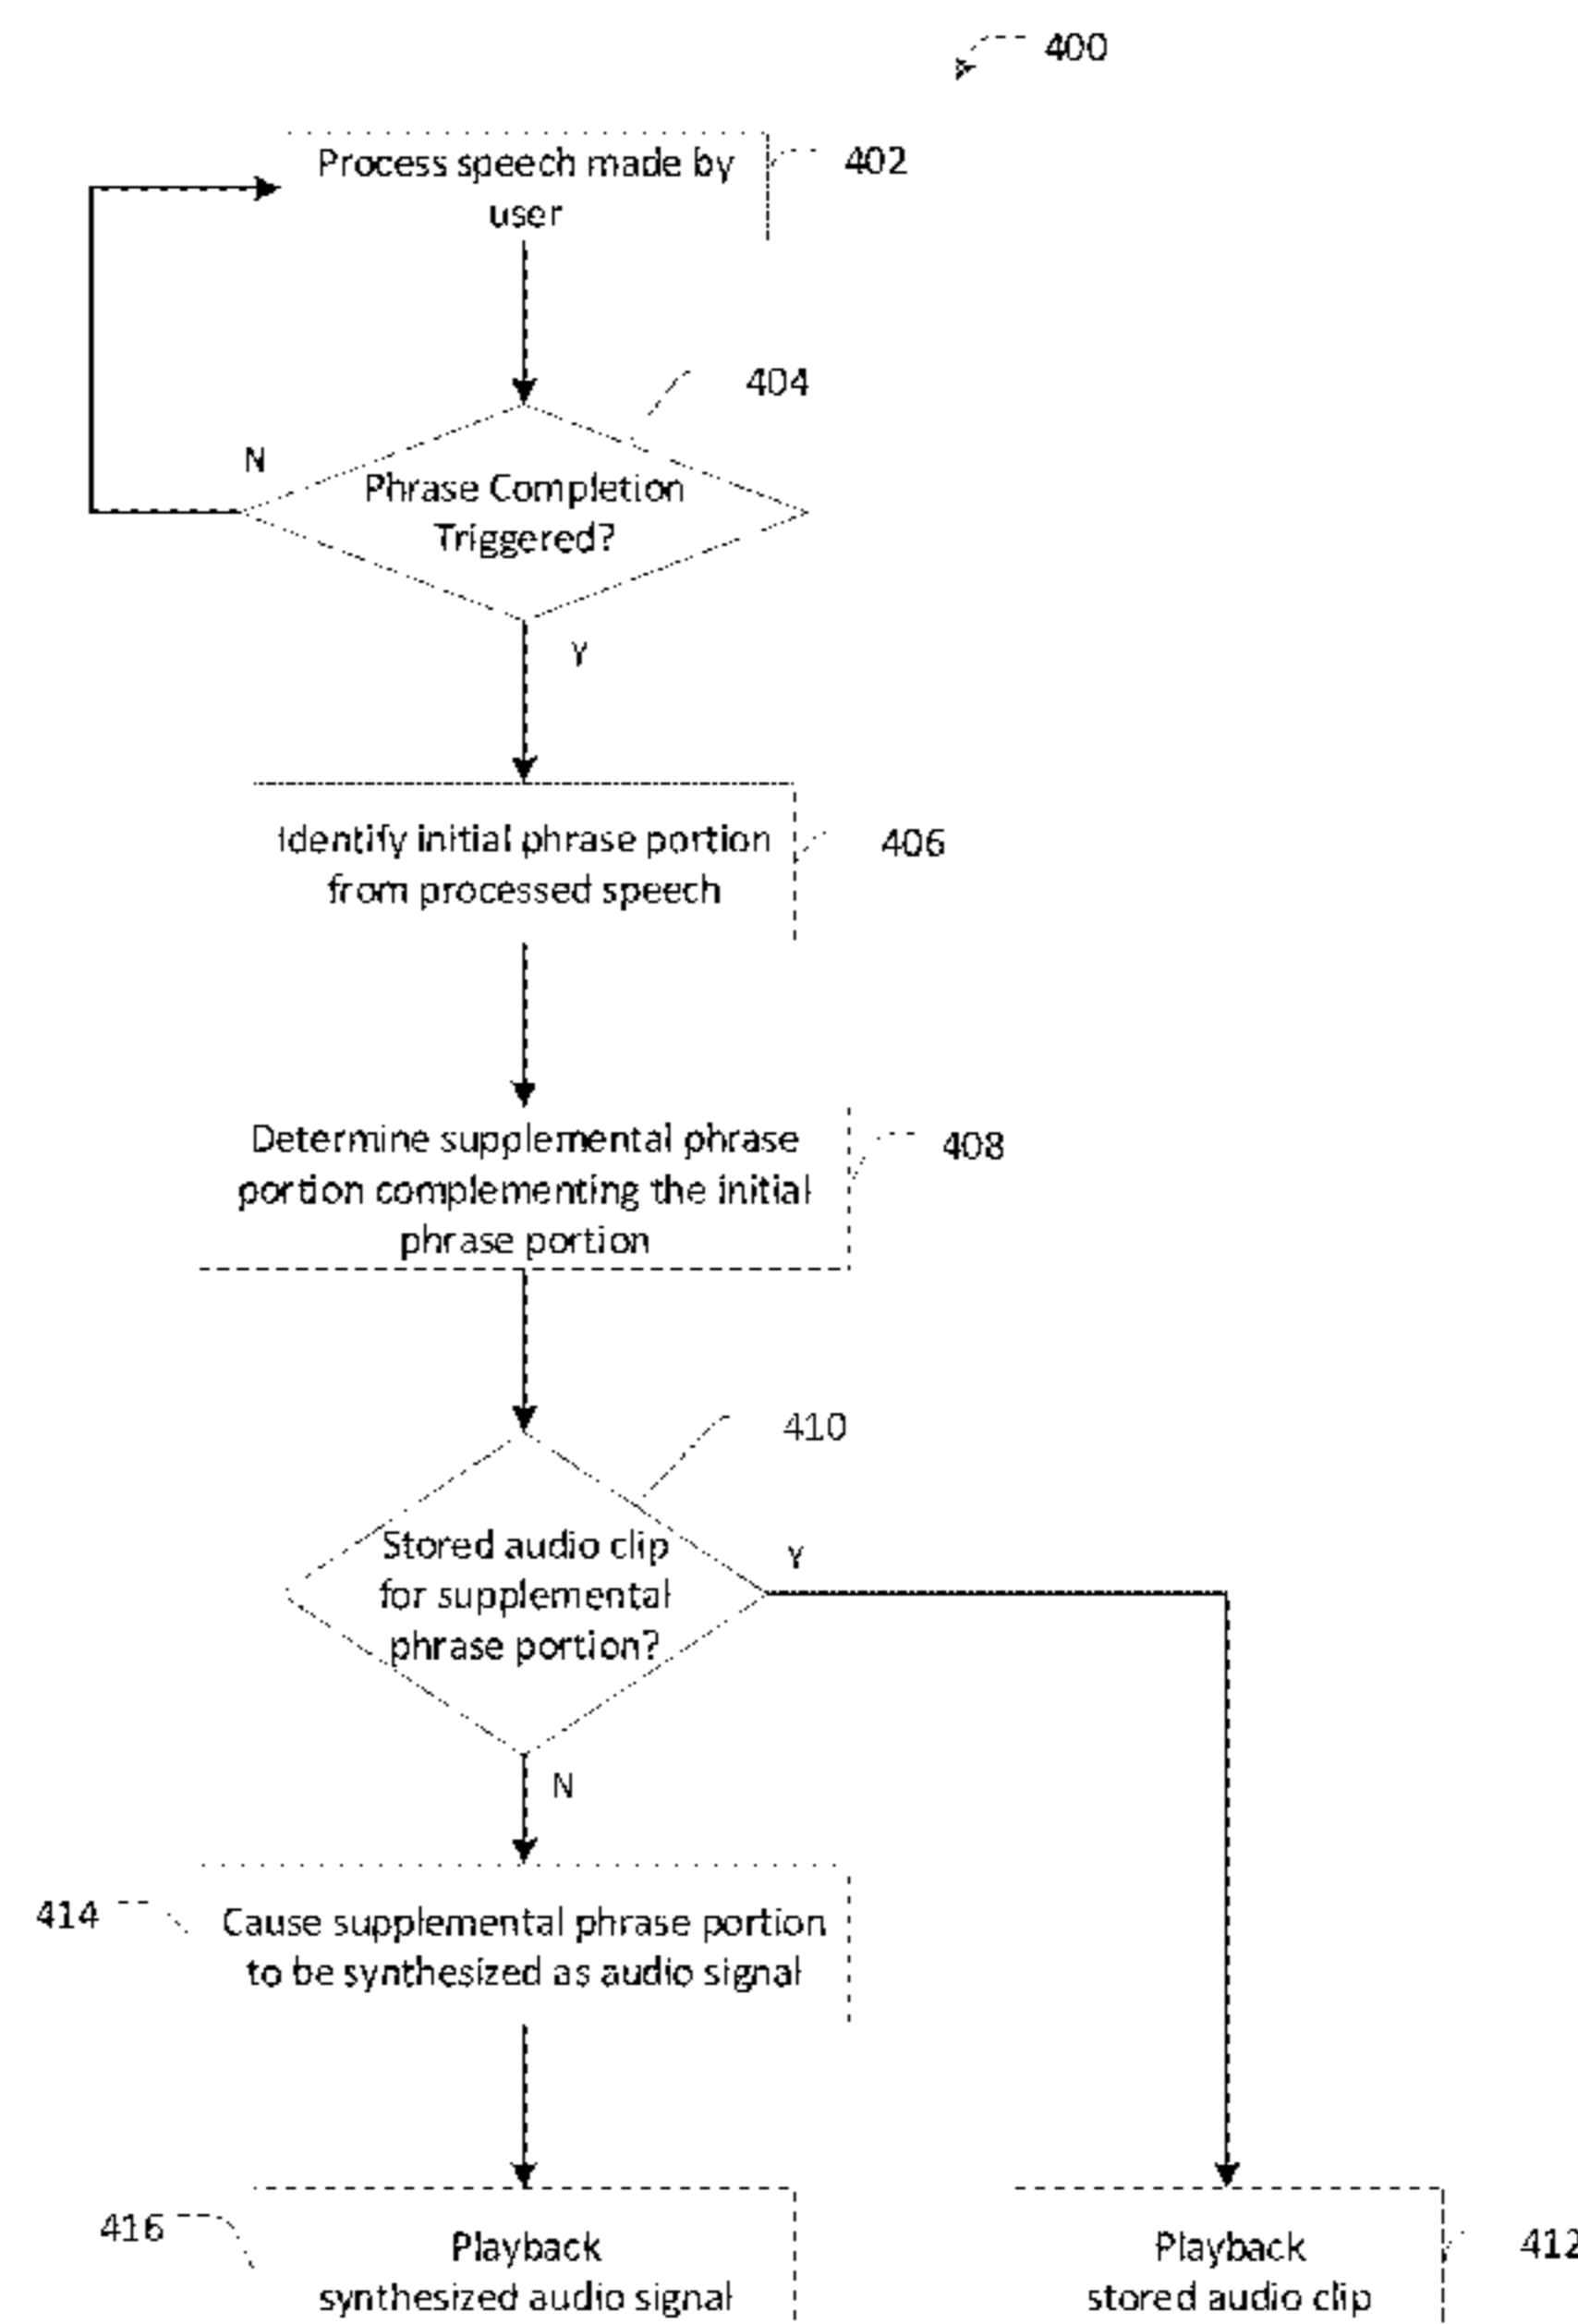 400
Process speech made by
user
402
404
N
Phrase Completion
Triggered?
Y
Identify initial phrase portion
from processed speech
406
Determine supplemental phrase
portion complementing the initial
phrase portion
408
410
Stored audio clip
for supplemental
phrase portion?
Y
N
414
Cause supplemental phrase portion
to be synthesized as audio signal
416
Playback
synthesized audio signal
Playback
stored audio clip
412